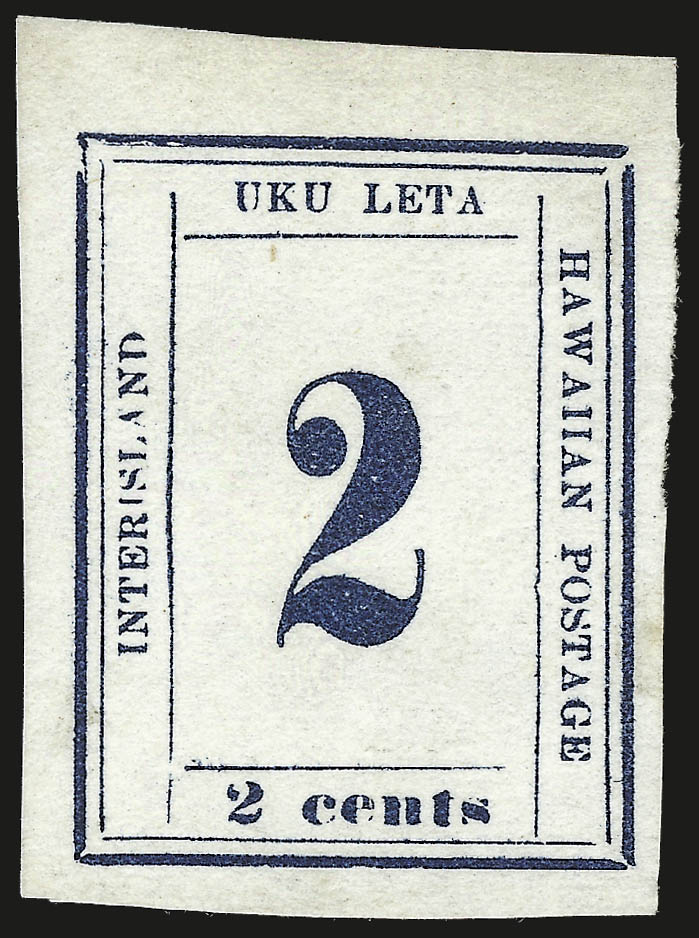 UKU LETA
INTERISLAND
HAWAIIAN POSTAGE
2
2 cents